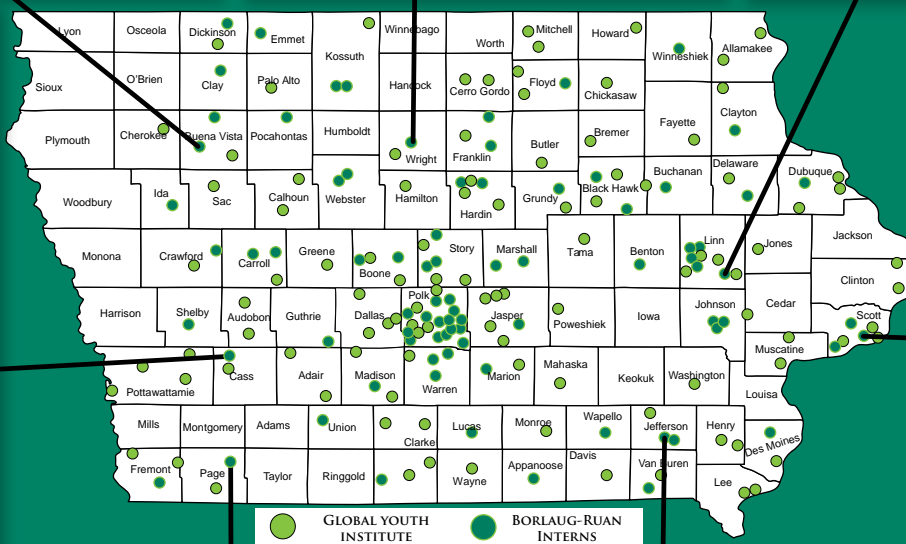 Lyon Osceola Dickinson Emmet Winnebago Worth Mitchell Howard Winneshiek Allamakee
Kossuth
Sioux O'Brien Clay Palo Alto Hancock Cerro Gordo Floyd Chickasaw
Fayette Clayton
Plymouth Cherokee Buena Vista Pocahontas Humboldt Wright Franklin Butler Bremer
Woodbury Ida Sac Calhoun Webster Hamilton Hardin Grundy Black Hawk Buchanan Delaware Dubuque
Monona Crawford Carroll Greene Boone Story Marshall Tama Benton Linn Jones Jackson
Clinton
Harrison Shelby Audubon Guthrie Dallas Polk Jasper Poweshiek Iowa Johnson Cedar Scott
Muscatine
Pottawattamie Cass Adair Madison Warren Marion Mahaska Keokuk Washington Louisa
Mills Montgomery Adams Union Clarke Lucas Monroe Wapello Jefferson Henry Des Moines
Fremont Page Taylor Ringgold Wayne Appanoose Davis Van Buren Lee
Global youth institute
Borlaug-Ruan Interns